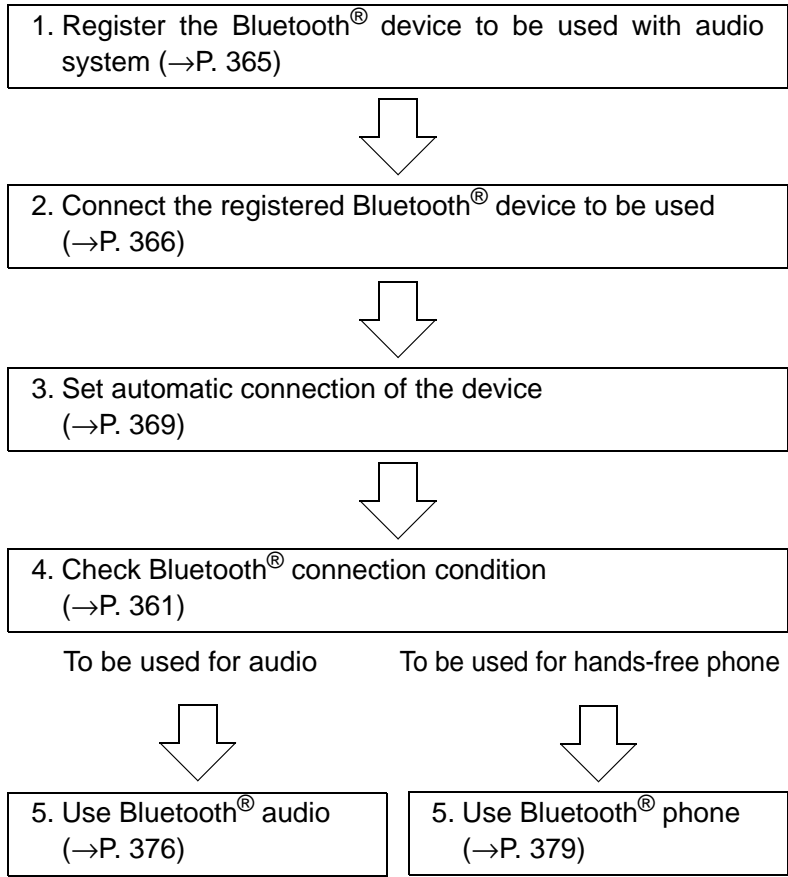 1. Register the Bluetooth® device to be used with audio
system (→P. 365)
2. Connect the registered Bluetooth® device to be used
(→P. 366)
3. Set automatic connection of the device
(→P. 369)
4. Check Bluetooth® connection condition
(→P. 361)
To be used for audio
To be used for hands-free phone
5. Use Bluetooth® audio
(→P. 376)
5. Use Bluetooth® phone
(→P. 379)